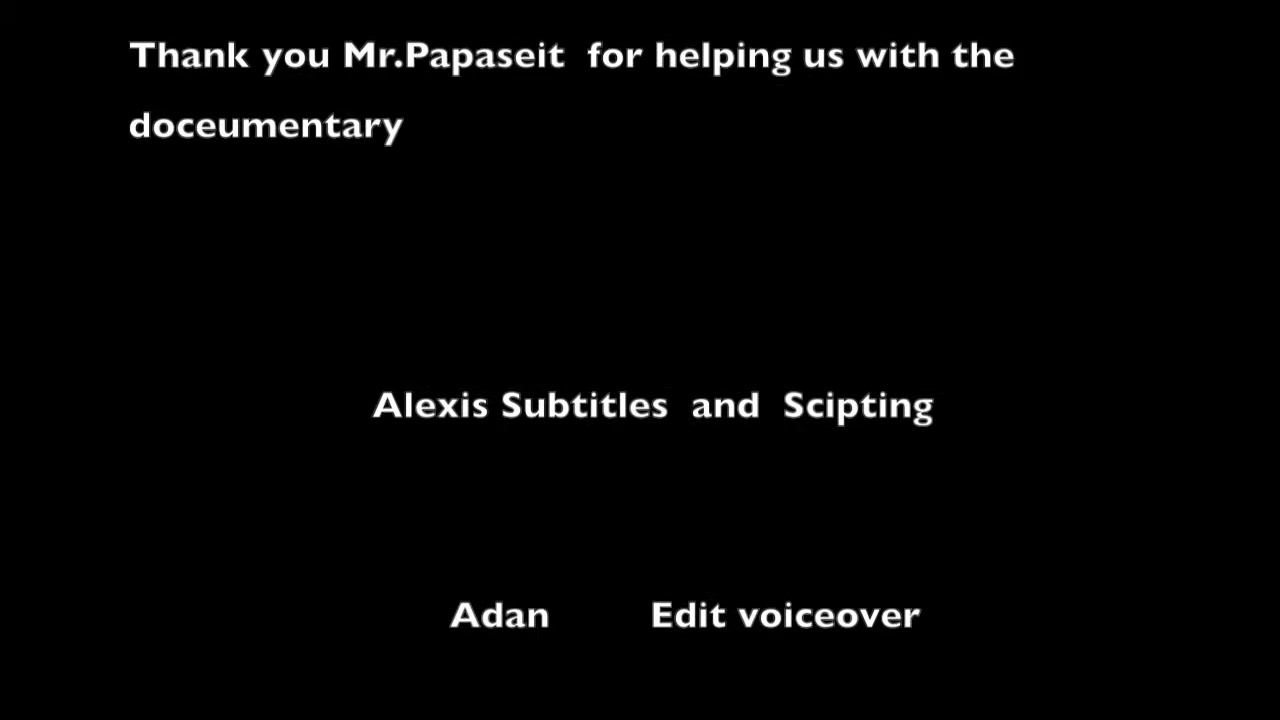 Thank you Mr.Papaseit for helping us with the
doceumentary
Alexis Subtitles and Scipting
Adan Edit voiceover